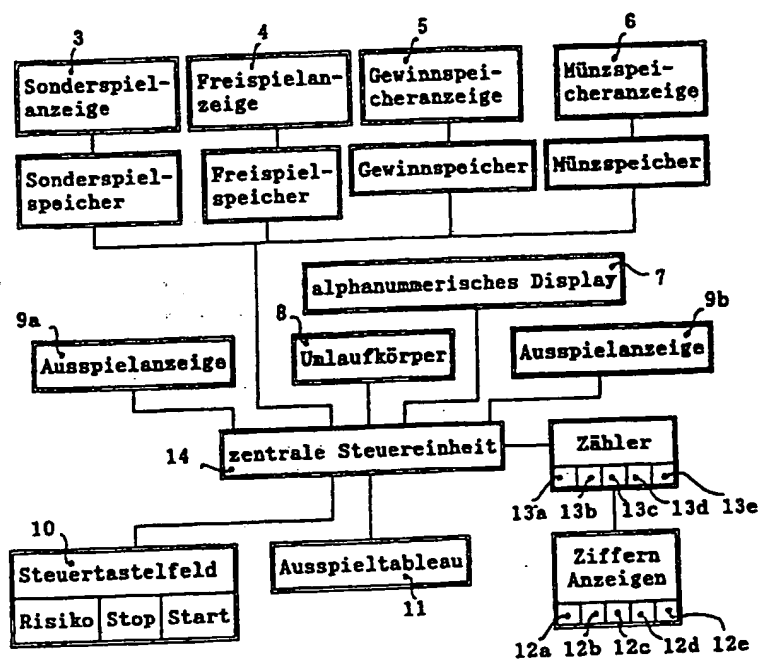 3 4 5 6
Sonderspiel-
anzeige
Freispielan-
zeige
Gewinnspei-
cheranzeige
Münzspei-
cheranzeige
Sonderspiel-
speicher
Freispiel-
speicher
Gewinnspeicher
Münzspeicher
alphanummerisches Display
7
9a
8
9b
Ausspielanzeige
Umlaufkörper
Ausspielanzeige
14
zentrale Steuereinheit
Zähler
13a 13b 13c 13d 13e
10
Steuertastelfeld
Risiko Stop Start
Ausspieltableau
11
Ziffern
Anzeigen
12a 12b 12c 12d 12e